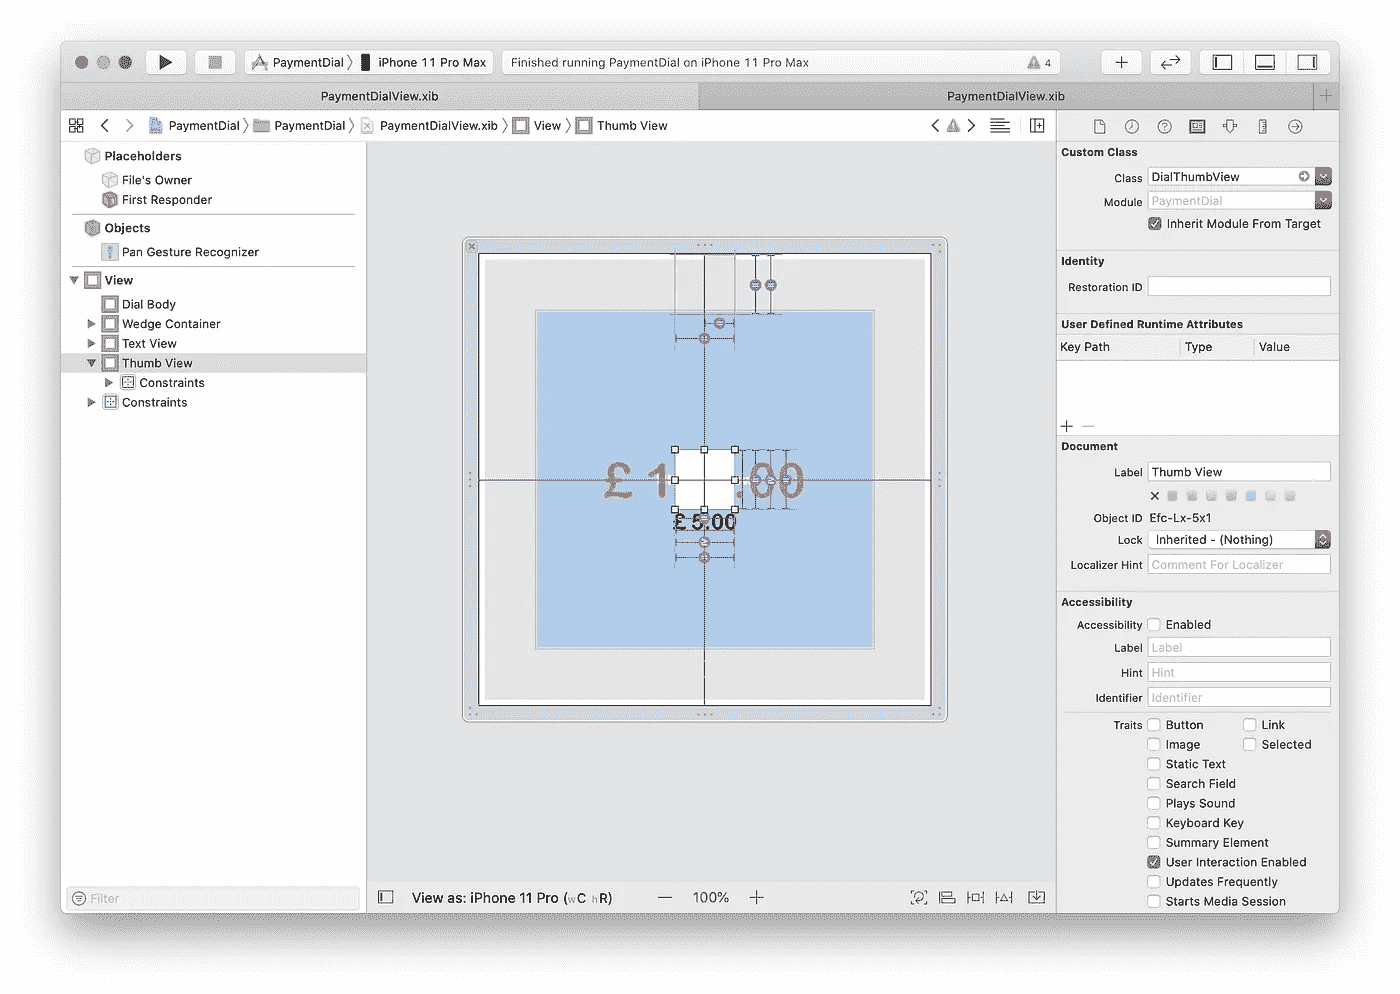 PaymentDial iPhone 11 Pro Max Finished running PaymentDial on iPhone 11 Pro Max 4
PaymentDialView.xib PaymentDialView.xib
PaymentDial PaymentDial PaymentDialView.xib View Thumb View
Placeholders
File's Owner
First Responder
Objects
Pan Gesture Recognizer
View
Dial Body
Wedge Container
Text View
Thumb View
Constraints
Constraints
Filter
£ 1 .00
£ 5.00
View as: iPhone 11 Pro (wC hR) 100%
Custom Class
Class DialThumbView
Module PaymentDial
Inherit Module From Target
Identity
Restoration ID
User Defined Runtime Attributes
Key Path Type Value
Document
Label Thumb View
Object ID Efc-Lx-5x1
Lock Inherited - (Nothing)
Localizer Hint Comment For Localizer
Accessibility
Accessibility Enabled
Label Label
Hint Hint
Identifier Identifier
Traits Button Link
Image Selected
Static Text
Search Field
Plays Sound
Keyboard Key
Summary Element
User Interaction Enabled
Updates Frequently
Starts Media Session